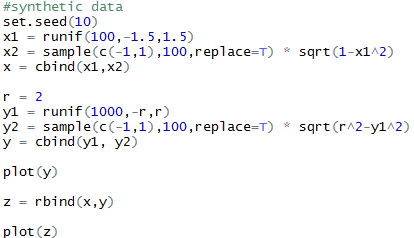 #synthetic data
set.seed(10)
x1 = runif(100,-1.5,1.5)
x2 = sample(c(-1,1),100,replace=T) * sqrt(1-x1^2)
x = cbind(x1,x2)
r = 2
y1 = runif(1000,-r,r)
y2 = sample(c(-1,1),100,replace=T) * sqrt(r^2-y1^2)
y = cbind(y1, y2)
plot(y)
z = rbind(x,y)
plot(z)